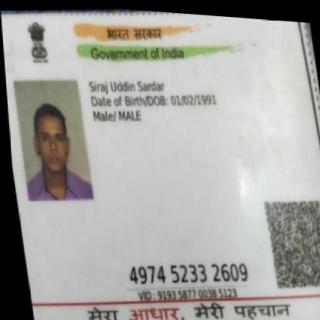 भारत सरकार
Government of India
Siraj Uddin Sardar
Date of Birth/DOB: 01/02/1991
Male/ MALE
4974 5233 2609
VID : 9193 5877 0038 5123
मेरा आधार, मेरी पहचान